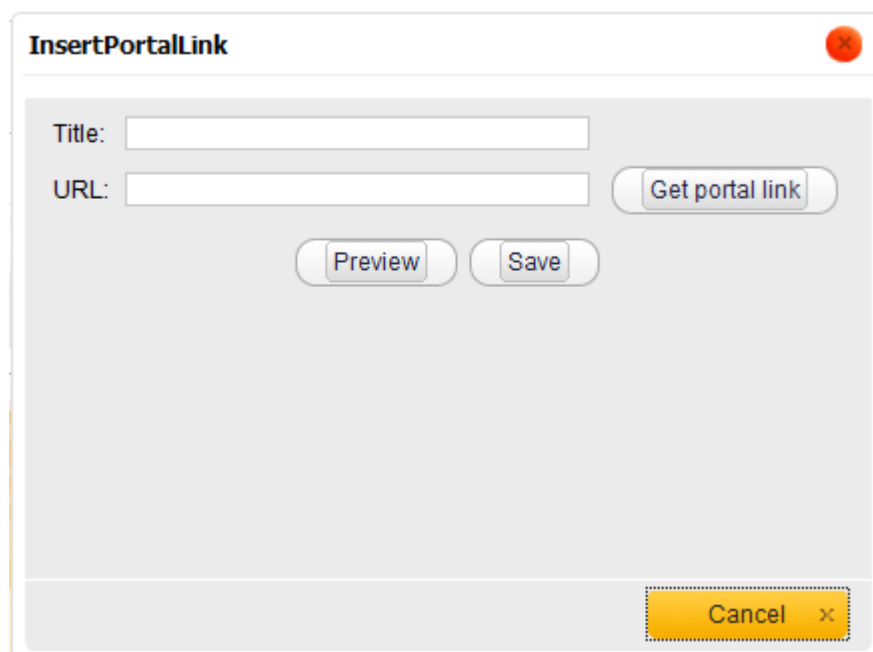 InsertPortalLink
Title:
URL: Get portal link
Preview Save
Cancel